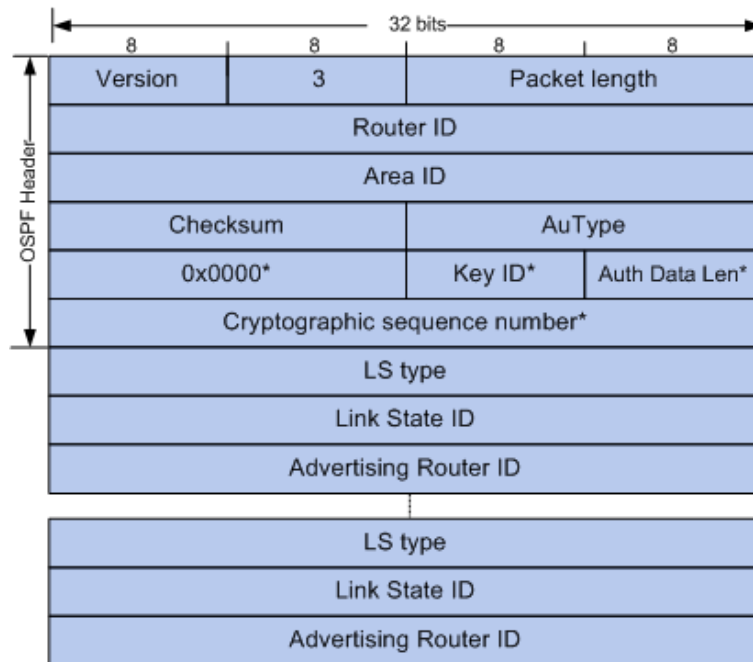 32 bits
8 8 8 8
Version 3 Packet length
Router ID
Area ID
Checksum AuType
0x0000* Key ID* Auth Data Len*
Cryptographic sequence number*
OSPF Header
LS type
Link State ID
Advertising Router ID
LS type
Link State ID
Advertising Router ID